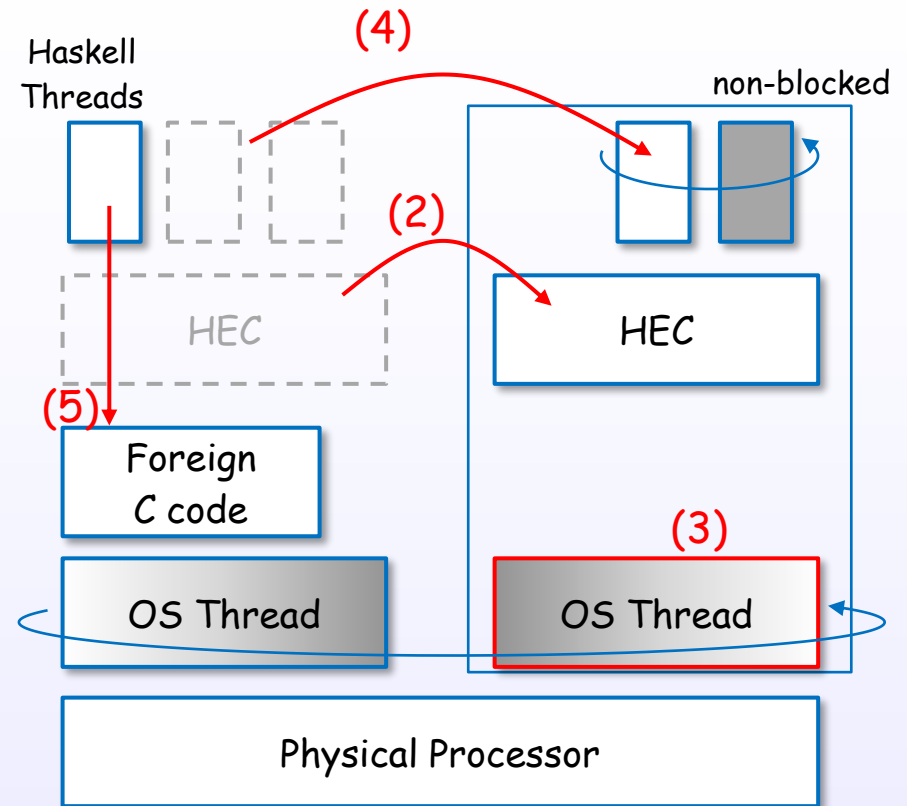 (4)
Haskell
Threads
non-blocked
(2)
HEC
HEC
(5)
Foreign
C code
(3)
OS Thread
OS Thread
Physical Processor